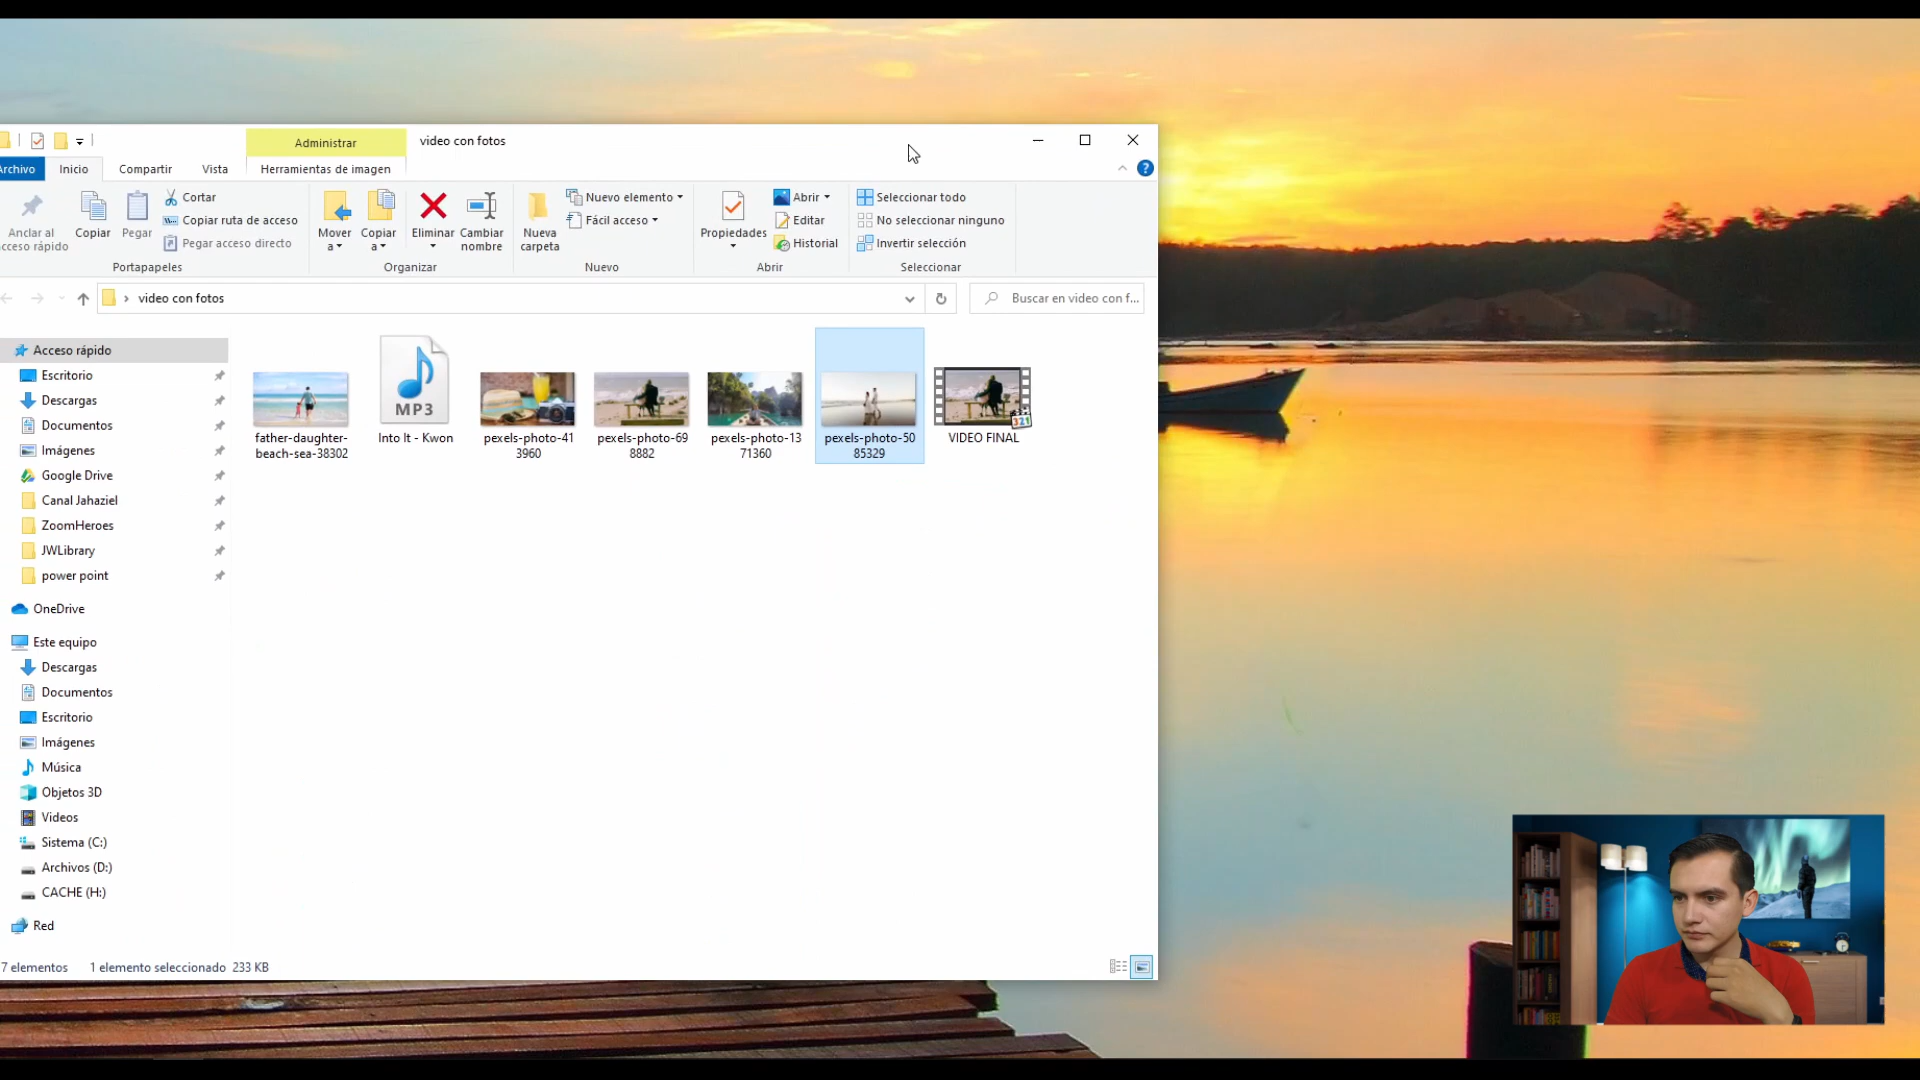 Administrar
video con fotos
Archivo
Inicio
Compartir
Vista
Herramientas de imagen
Anclar al
acceso rápido
Copiar
Pegar
Cortar
Copiar ruta de acceso
Pegar acceso directo
Portapapeles
Mover
a
Copiar
a
Eliminar
Cambiar
nombre
Organizar
Nueva
carpeta
Nuevo elemento
Fácil acceso
Nuevo
Propiedades
Abrir
Editar
Historial
Abrir
Seleccionar todo
No seleccionar ninguno
Invertir selección
Seleccionar
video con fotos
Buscar en video con f...
Acceso rápido
Escritorio
Descargas
Documentos
Imágenes
Google Drive
Canal Jahaziel
ZoomHeroes
JWLibrary
power point
OneDrive
Este equipo
Descargas
Documentos
Escritorio
Imágenes
Música
Objetos 3D
Videos
Sistema (C:)
Archivos (D:)
CACHE (H:)
Red
father-daughter-
beach-sea-38302
MP3
Into It - Kwon
pexels-photo-41
3960
pexels-photo-69
8882
pexels-photo-13
71360
pexels-photo-50
85329
321
VIDEO FINAL
7 elementos
1 elemento seleccionado 233 KB